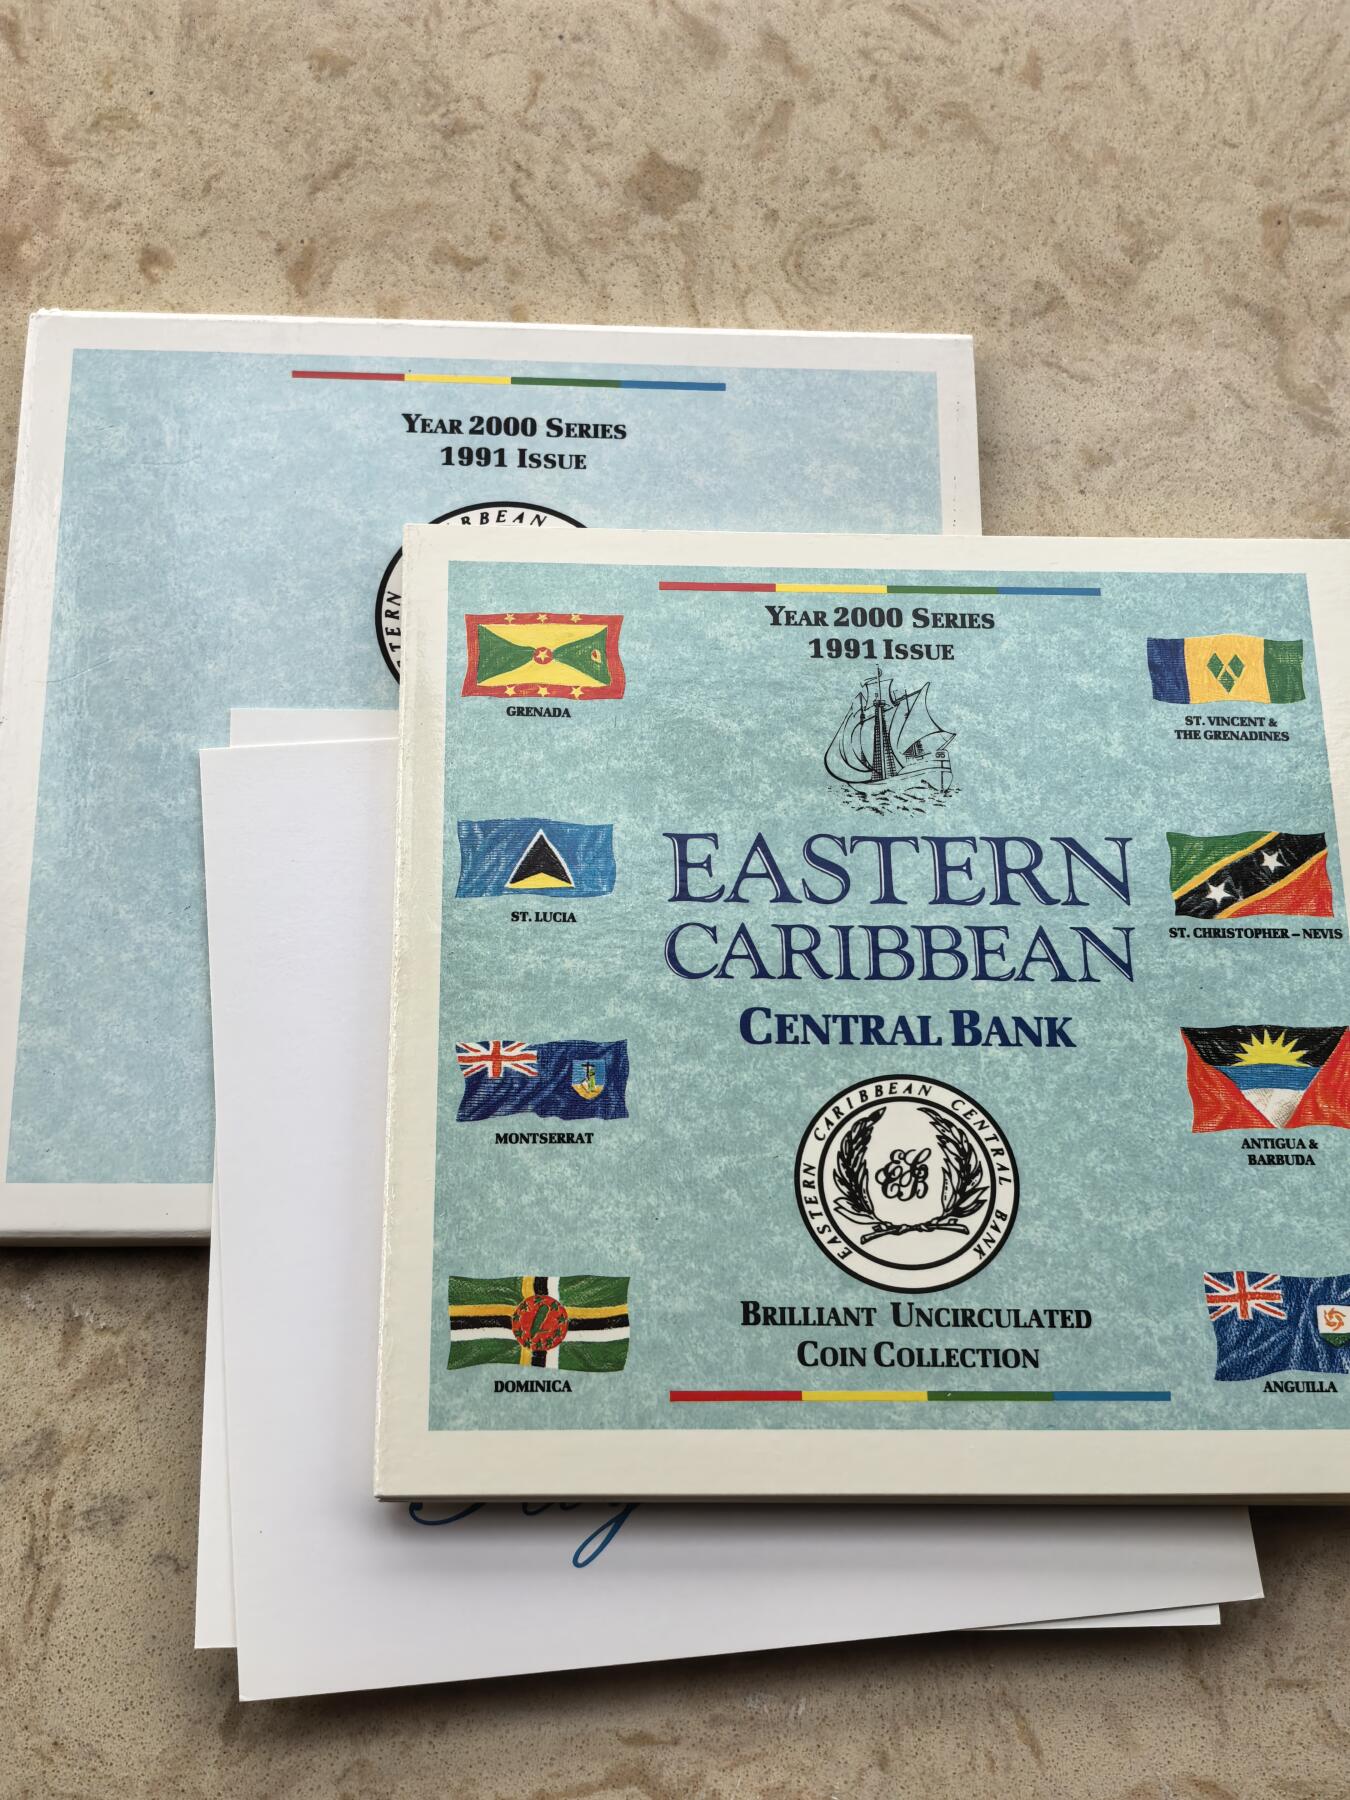 YEAR 2000 SERIES
1991 ISSUE
YEAR 2000 SERIES
1991 ISSUE
GRENADA
ST. VINCENT &
THE GRENADINES
EASTERN
CARIBBEAN
ST. LUCIA
ST. CHRISTOPHER – NEVIS
CENTRAL BANK
MONTSERRAT
ANTIGUA &
BARBUDA
EASTERN CARIBBEAN CENTRAL BANK
BRILLIANT UNCIRCULATED
COIN COLLECTION
DOMINICA
ANGUILLA